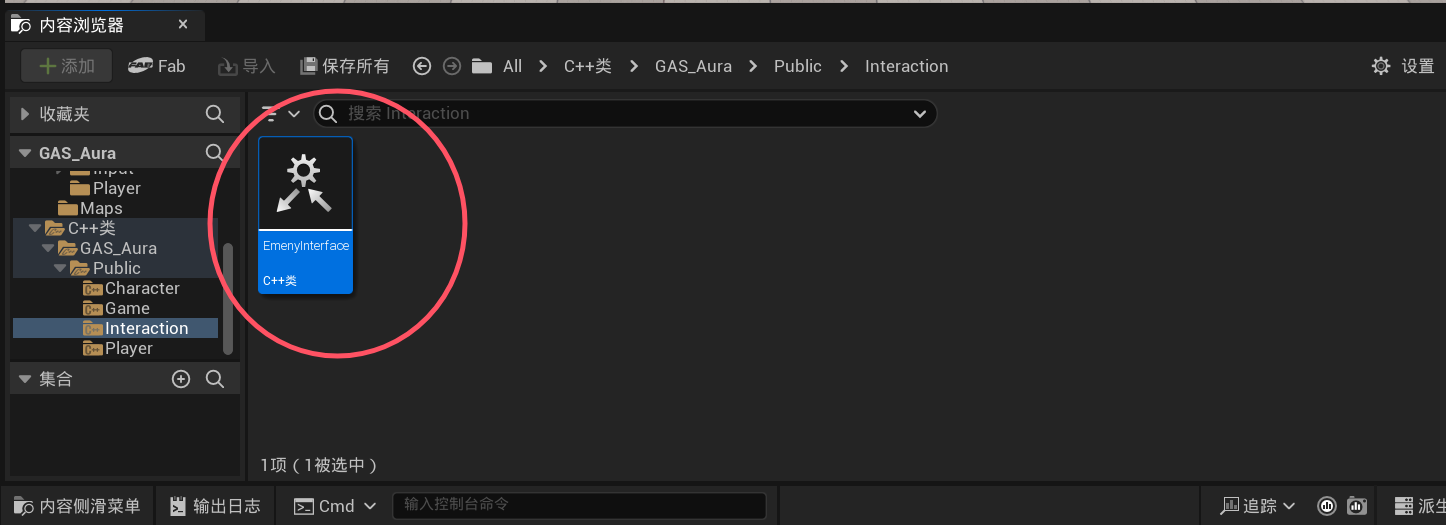 内容浏览器
添加 Fab 导入 保存所有 All C++类 GAS_Aura Public Interaction 设置
收藏夹
搜索 Interaction
GAS_Aura
Input
Player
Maps
C++类
GAS_Aura
Public
Character
Game
Interaction
Player
集合
EmenyInterface
C++类
1项（1被选中）
内容侧滑菜单 输出日志 Cmd 输入控制台命令 追踪 派生